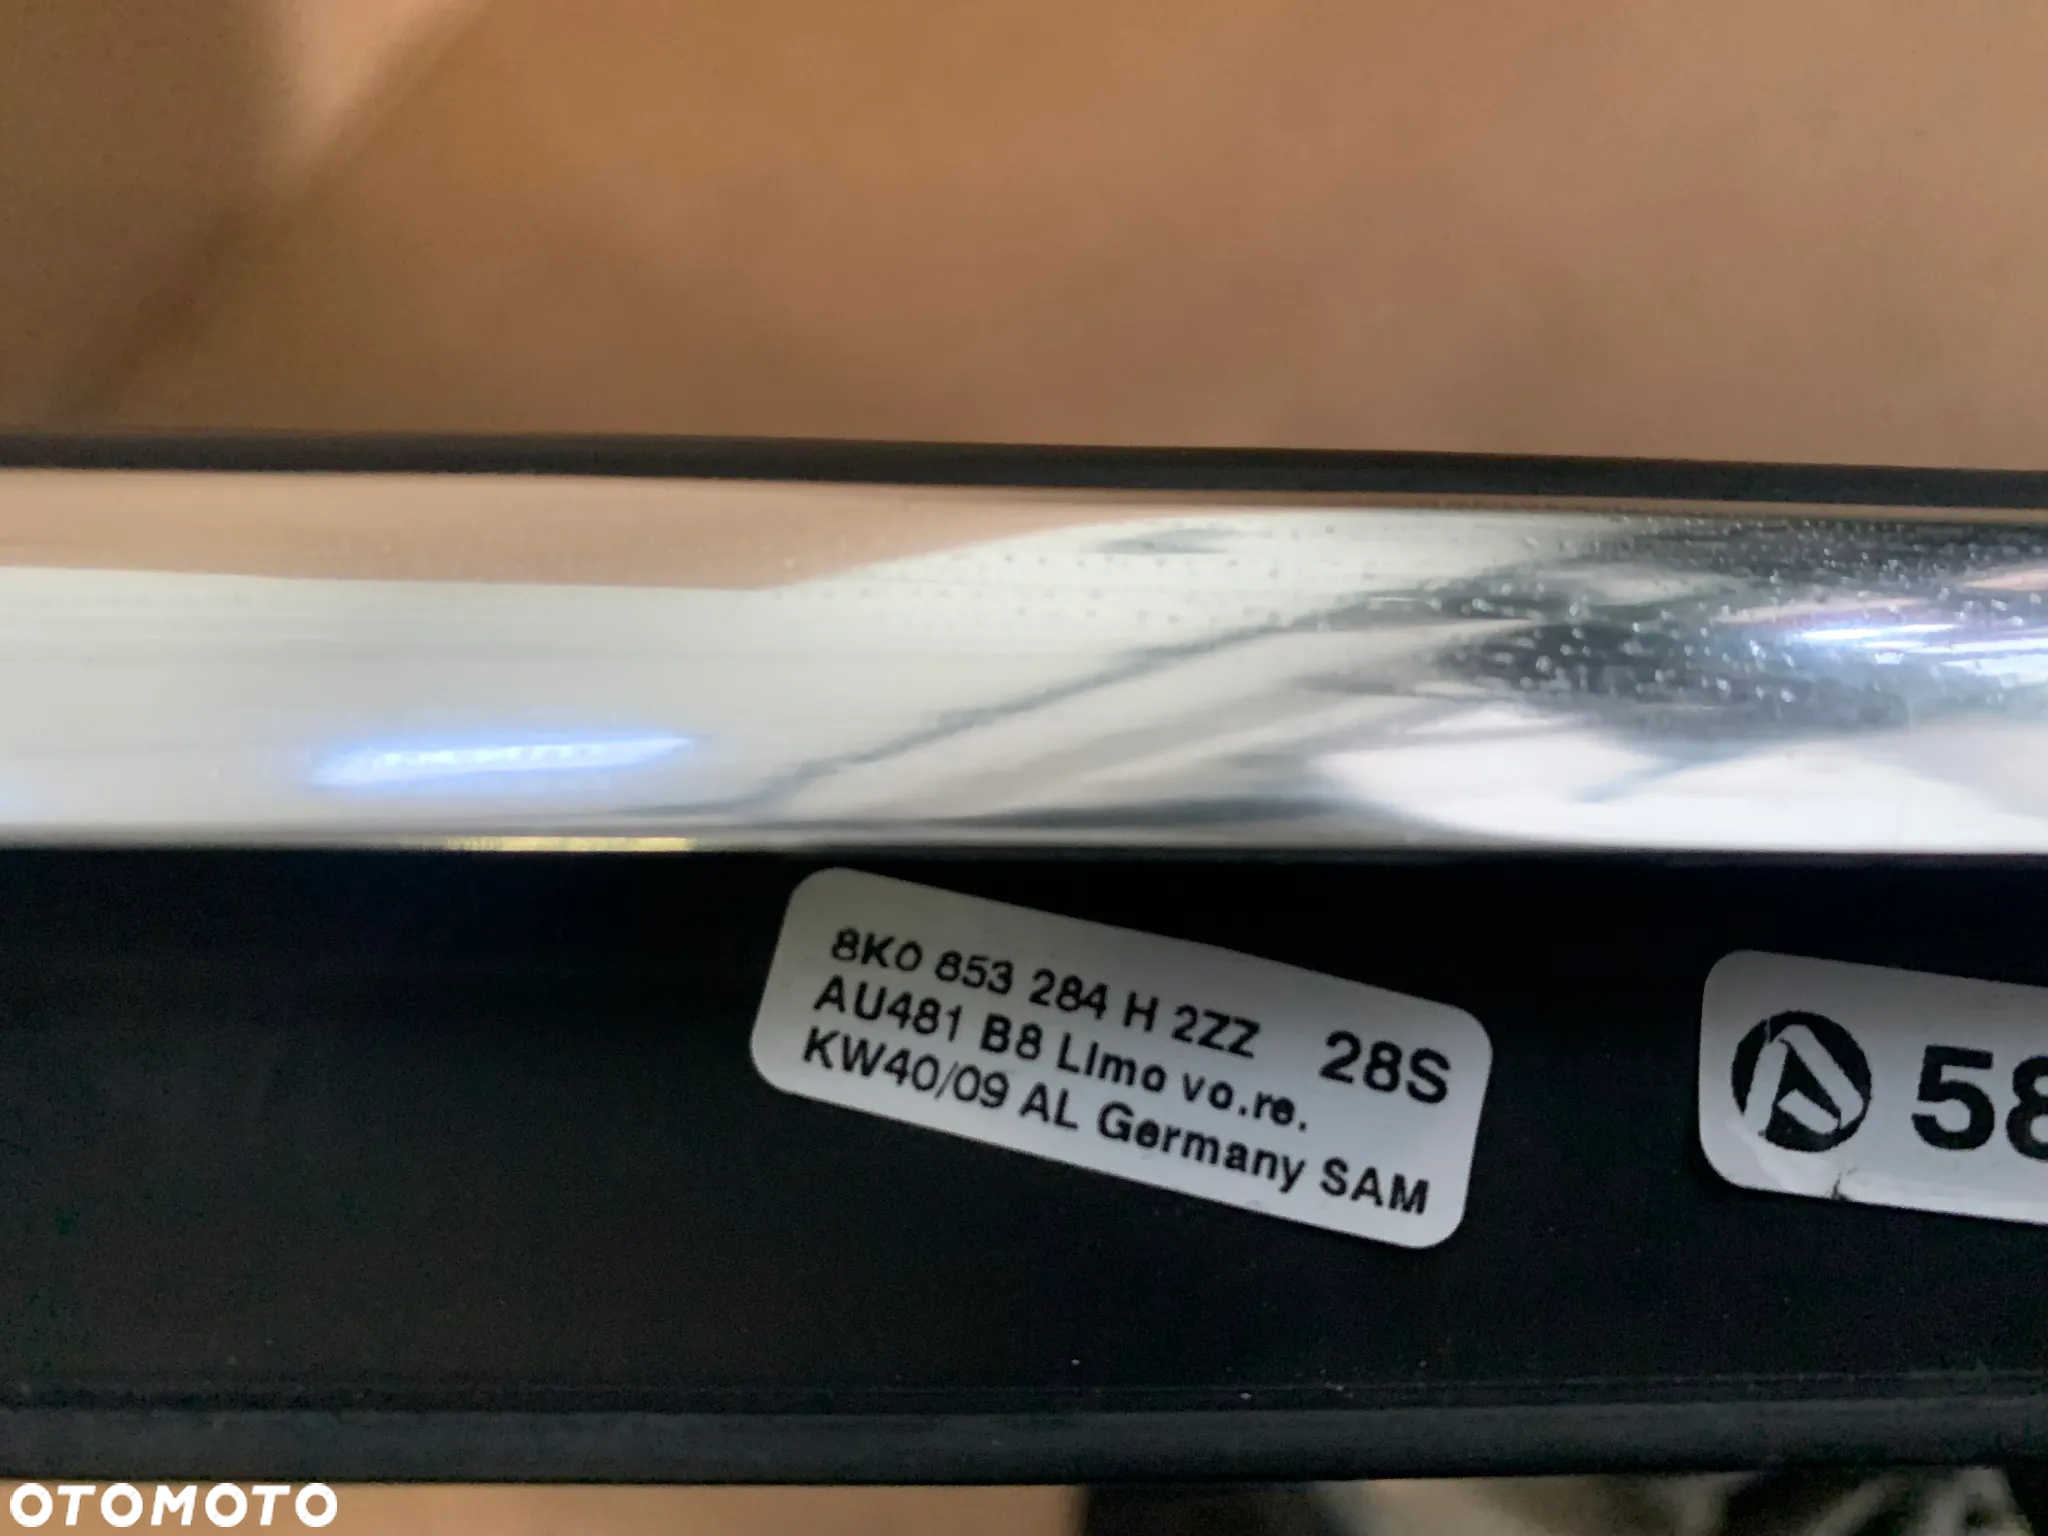 8K0 853 284 H 2ZZ 28S
AU481 B8 Limo vo.re.
KW40/09 AL Germany SAM
58
OTOMOTO